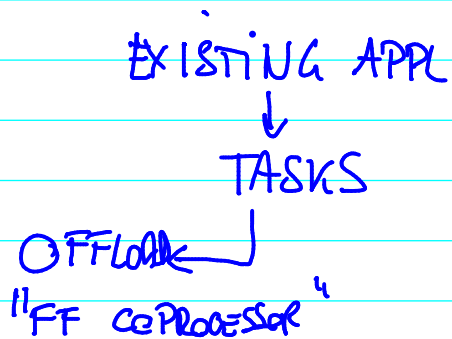 EXISTING APPL
TASKS
OFFLOAD
"FF COPROCESSOR"